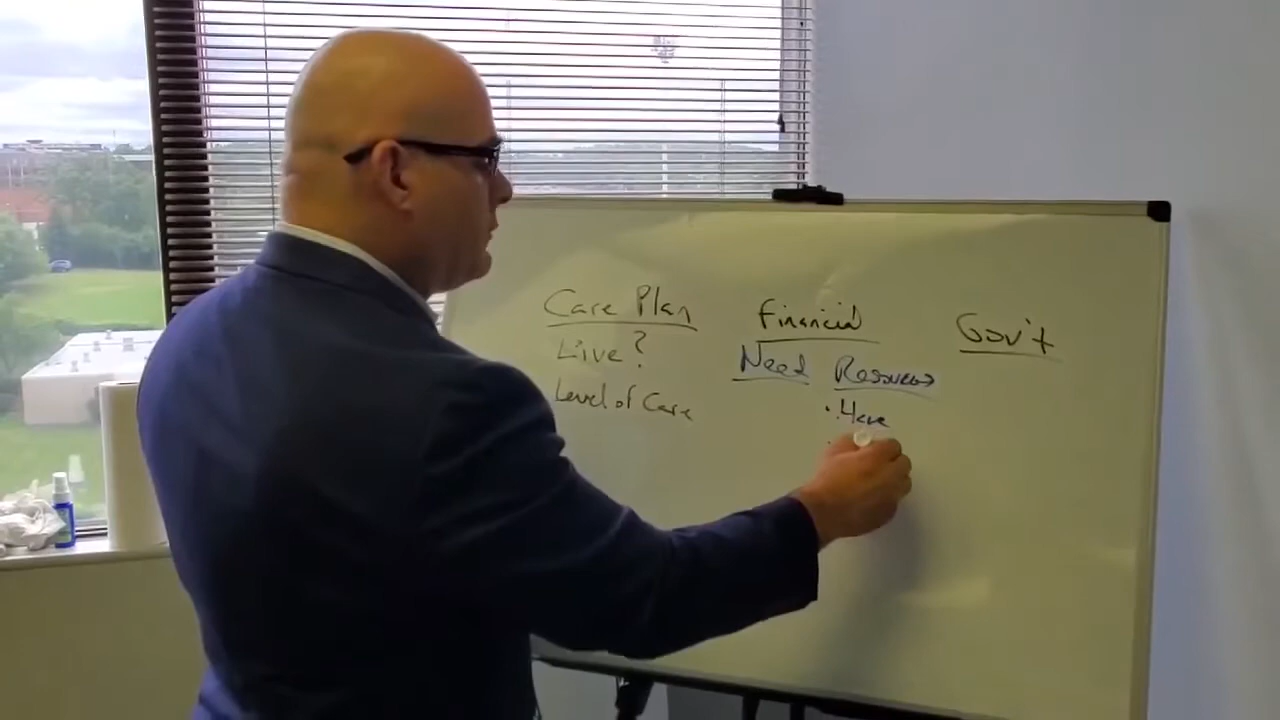 Care Plan
Live?
Level of Care
Financial
Need Resources
• Have
Gov't